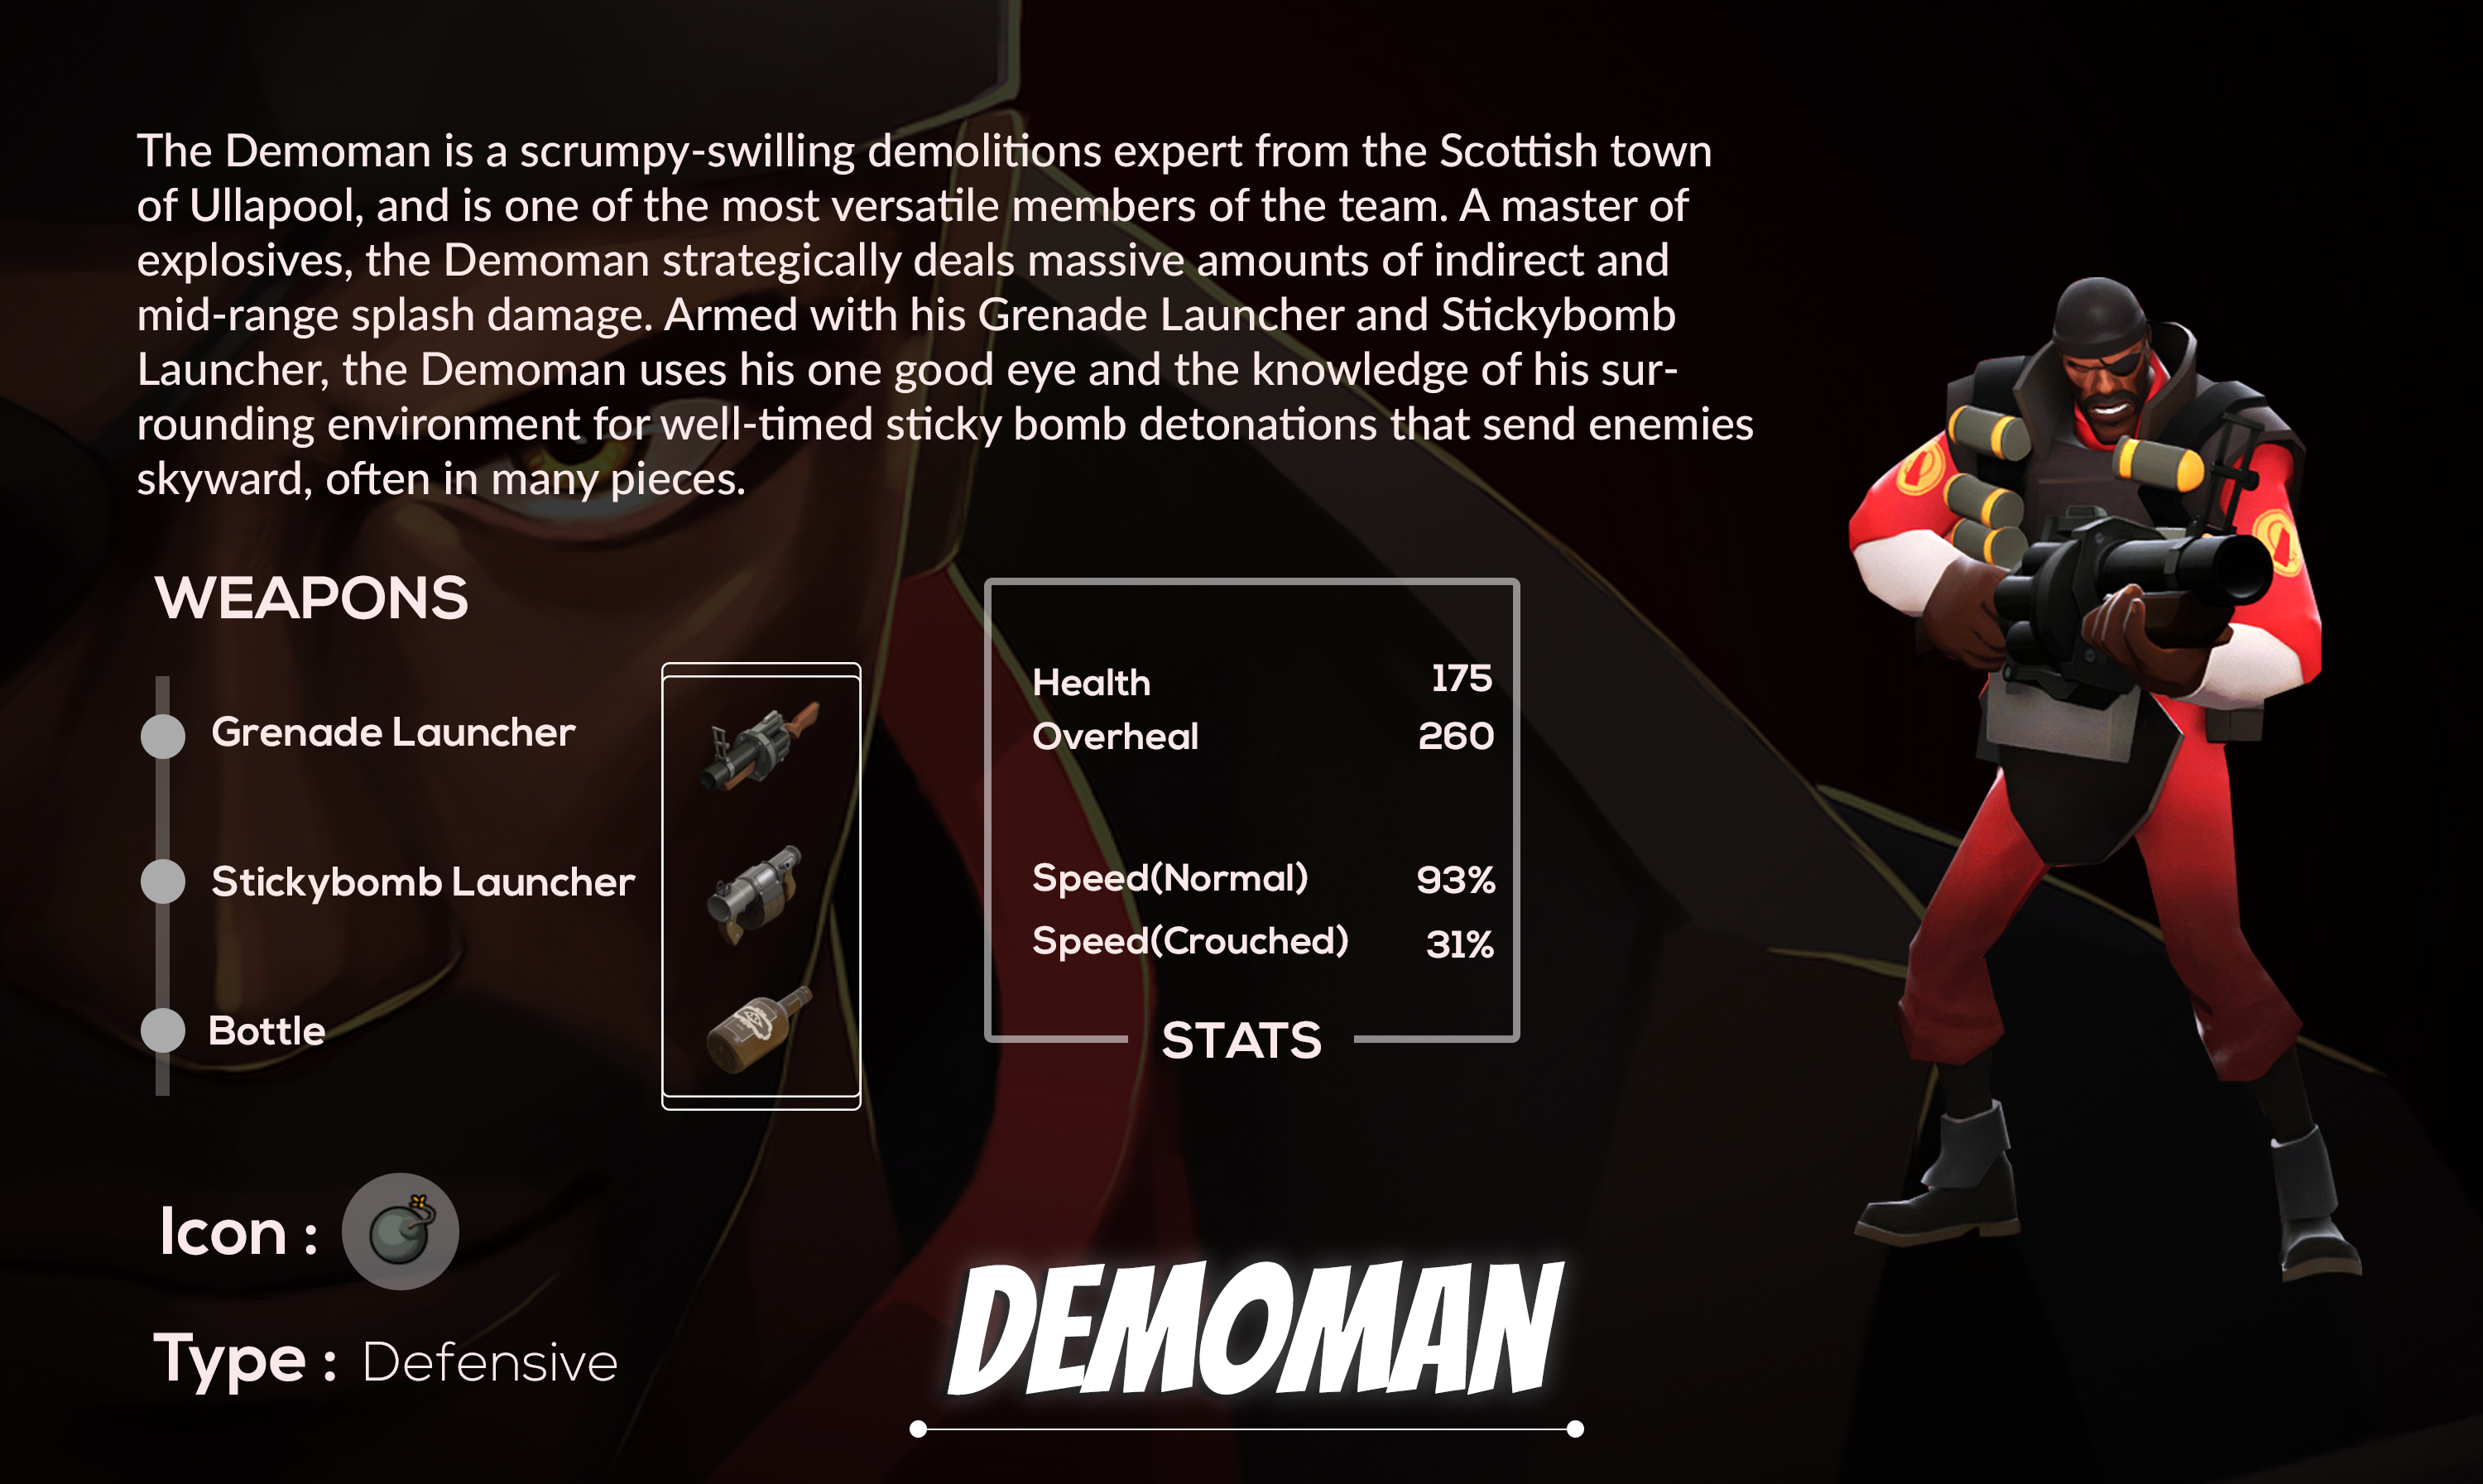 The Demoman is a scrumpy-swilling demolitions expert from the Scottish town
of Ullapool, and is one of the most versatile members of the team. A master of
explosives, the Demoman strategically deals massive amounts of indirect and
mid-range splash damage. Armed with his Grenade Launcher and Stickybomb
Launcher, the Demoman uses his one good eye and the knowledge of his sur-
rounding environment for well-timed sticky bomb detonations that send enemies
skyward, often in many pieces.
WEAPONS
Grenade Launcher
Stickybomb Launcher
Bottle
Health 175
Overheal 260
Speed(Normal) 93%
Speed(Crouched) 31%
STATS
Icon :
Type : Defensive
DEMOMAN